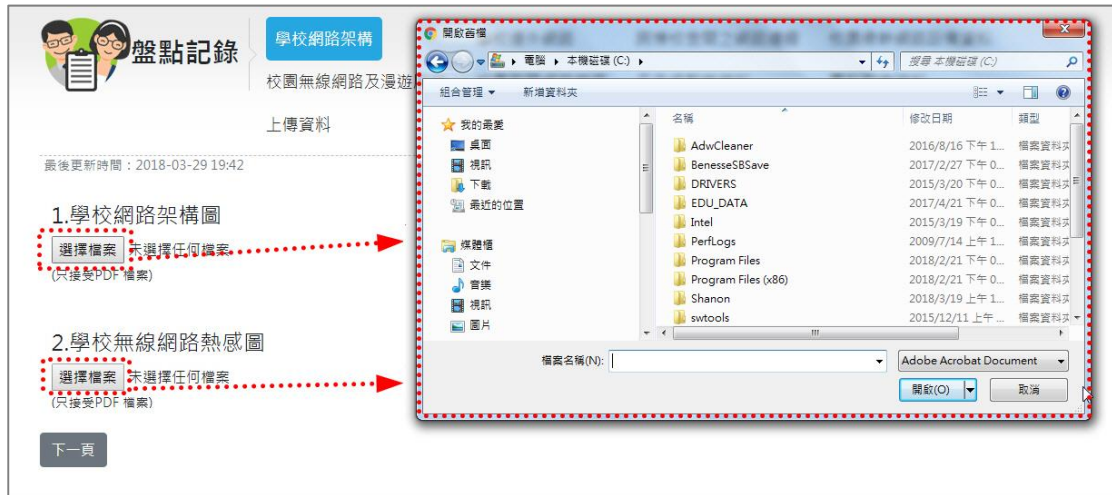 盤點記錄
學校網路架構
校園無線網路及漫遊
上傳資料
最後更新時間：2018-03-29 19:42
1.學校網路架構圖
選擇檔案 未選擇任何檔案
(只接受PDF 檔案)
2.學校無線網路熱感圖
選擇檔案 未選擇任何檔案
(只接受PDF 檔案)
下一頁
開啟舊檔
電腦 本機磁碟 (C:)
搜尋 本機磁碟 (C:)
組合管理 新增資料夾
我的最愛
桌面
視訊
下載
最近的位置
媒體櫃
文件
音樂
視訊
圖片
名稱 修改日期 類型
AdwCleaner 2016/8/16 下午 1... 檔案資料夾
BenesseSBSave 2017/2/27 下午 0... 檔案資料夾
DRIVERS 2015/3/20 下午 0... 檔案資料夾
EDU_DATA 2017/4/21 下午 0... 檔案資料夾
Intel 2015/3/19 下午 0... 檔案資料夾
PerfLogs 2009/7/14 上午 1... 檔案資料夾
Program Files 2018/2/21 下午 0... 檔案資料夾
Program Files (x86) 2018/2/21 下午 0... 檔案資料夾
Shanon 2018/3/19 上午 1... 檔案資料夾
swtools 2015/12/11 上午 ... 檔案資料夾
檔案名稱(N):
Adobe Acrobat Document
開啟(O) 取消